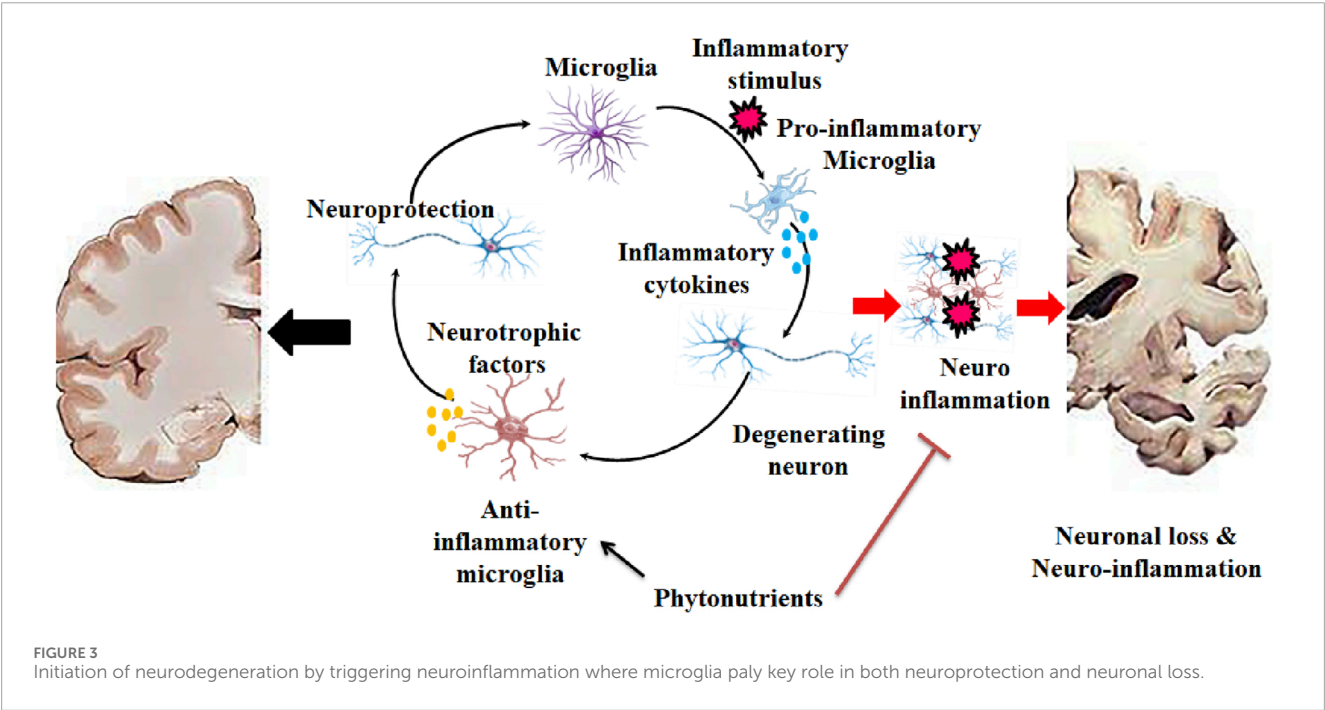 Microglia
Inflammatory
stimulus
Pro-inflammatory
Microglia
Neuroprotection
Inflammatory
cytokines
Neurotrophic
factors
Neuro
inflammation
Degenerating
neuron
Anti-
inflammatory
microglia
Phytonutrients
Neuronal loss &
Neuro-inflammation
FIGURE 3
Initiation of neurodegeneration by triggering neuroinflammation where microglia paly key role in both neuroprotection and neuronal loss.